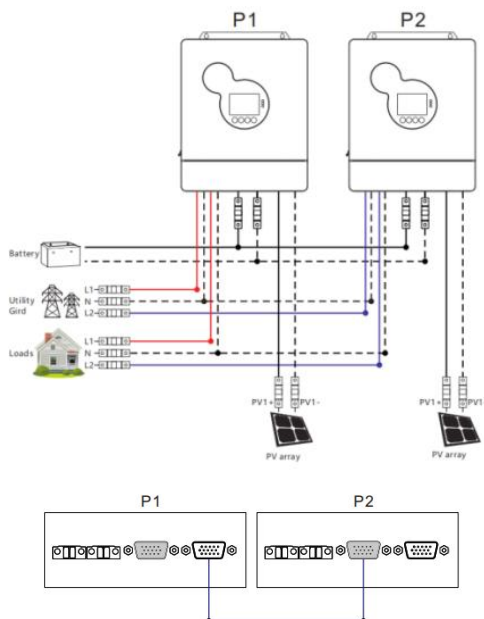 P1 P2
Battery
Utility
Gird
L1
N
L2
Loads
L1
N
L2
PV1+ PV1- PV1+ PV1
PV array PV array
P1 P2